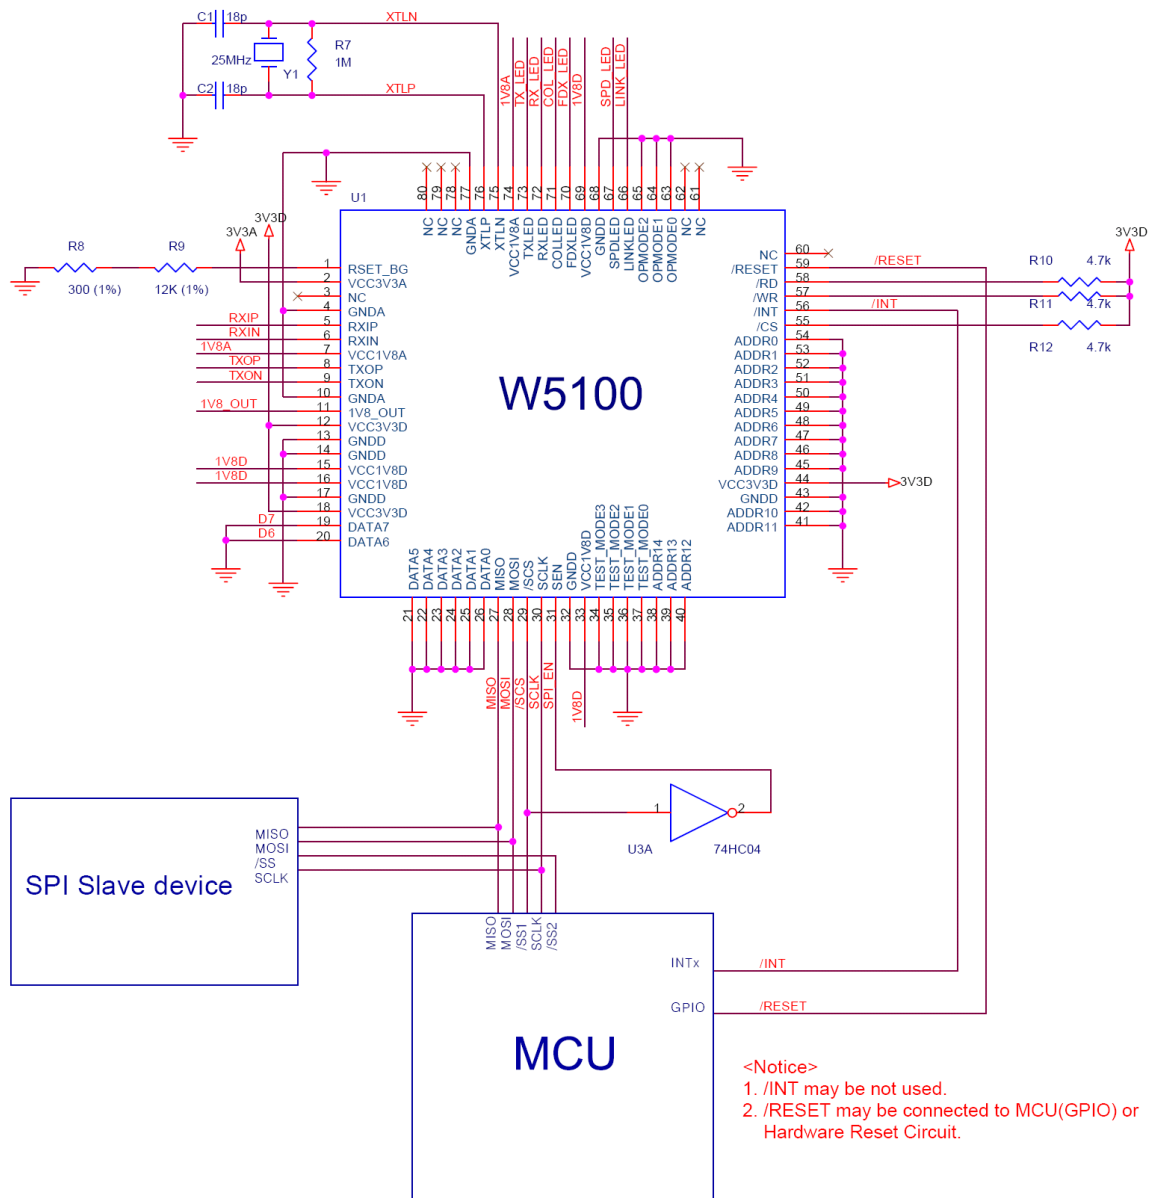 C1 18p XTLN
25MHz Y1
R7
1M
C2 18p XTLP
1V8A
TX_LED
RX_LED
COL_LED
FDX_LED
1V8D
SPD_LED
LINK_LED
U1
80 79 78 77 76 75 74 73 72 71 70 69 68 67 66 65 64 63 62 61
NC
NC
NC
GNDA
XTLP
XTLN
VCC1V8A
TXLED
RXLED
COLLED
FDXLED
VCC1V8D
GNDD
SPDLED
LINKLED
OPMODE2
OPMODE1
OPMODE0
NC
NC
3V3A
3V3D
R8 R9
300 (1%) 12K (1%)
1 RSET_BG
2 VCC3V3A
3 NC
4 GNDA
RXIP 5 RXIP
RXIN 6 RXIN
1V8A 7 VCC1V8A
TXOP 8 TXOP
TXON 9 TXON
10 GNDA
1V8_OUT 11 1V8_OUT
12 VCC3V3D
13 GNDD
14 GNDD
1V8D 15 VCC1V8D
1V8D 16 VCC1V8D
17 GNDD
18 VCC3V3D
D7 19 DATA7
D6 20 DATA6
W5100
NC 60
/RESET 59 /RESET
/RD 58
/WR 57
/INT 56 /INT
/CS 55
ADDR0 54
ADDR1 53
ADDR2 52
ADDR3 51
ADDR4 50
ADDR5 49
ADDR6 48
ADDR7 47
ADDR8 46
ADDR9 45
VCC3V3D 44 3V3D
GNDD 43
ADDR10 42
ADDR11 41
3V3D
R10 4.7k
R11 4.7k
R12 4.7k
DATA5
DATA4
DATA3
DATA2
DATA1
DATA0
MISO
MOSI
/SCS
SCLK
SEN
GNDD
VCC1V8D
TEST_MODE3
TEST_MODE2
TEST_MODE1
TEST_MODE0
ADDR14
ADDR13
ADDR12
21 22 23 24 25 26 27 28 29 30 31 32 33 34 35 36 37 38 39 40
MISO
MOSI
/SCS
SCLK
SPI_EN
1V8D
1 2
U3A 74HC04
MISO
MOSI
/SS
SCLK
SPI Slave device
MISO
MOSI
/SS1
SCLK
/SS2
INTx /INT
GPIO /RESET
MCU
<Notice>
1. /INT may be not used.
2. /RESET may be connected to MCU(GPIO) or
Hardware Reset Circuit.